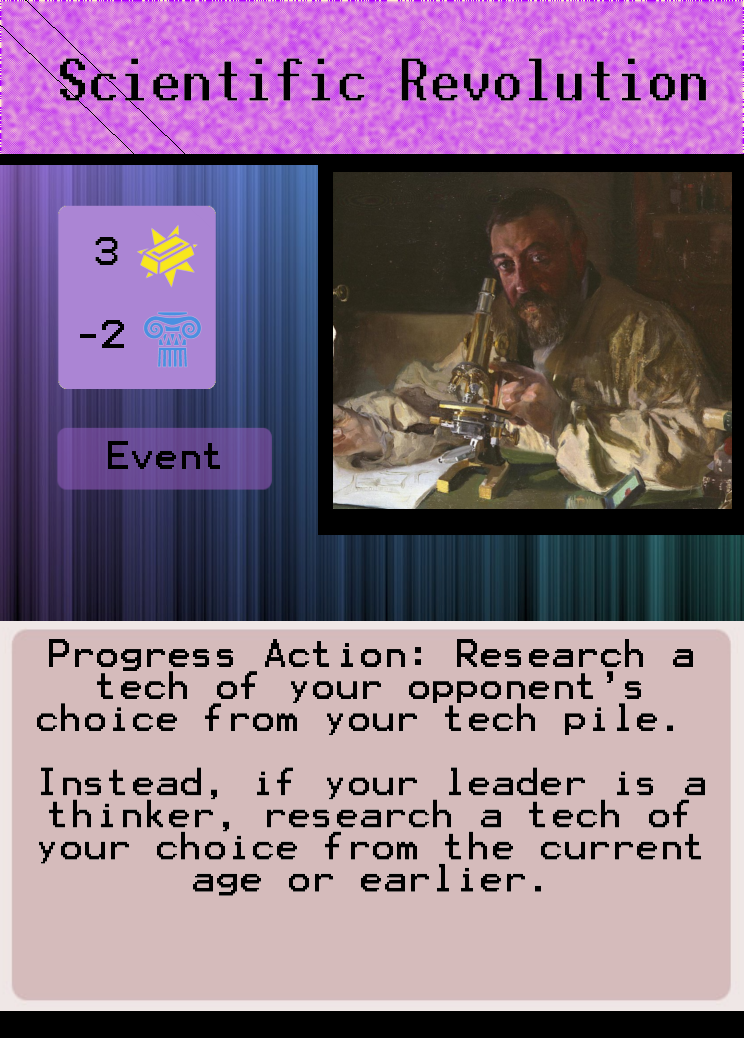 Scientific Revolution
3
-2
Event
Progress Action: Research a
tech of your opponent's
choice from your tech pile.
Instead, if your leader is a
thinker, research a tech of
your choice from the current
age or earlier.